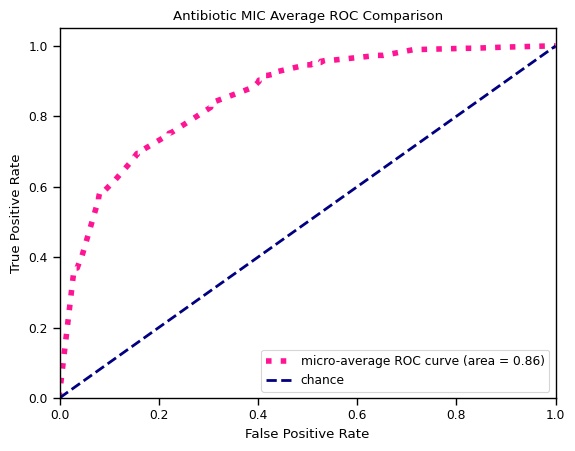 Antibiotic MIC Average ROC Comparison
True Positive Rate
1.0
0.8
0.6
0.4
0.2
0.0
micro-average ROC curve (area = 0.86)
chance
0.0 0.2 0.4 0.6 0.8 1.0
False Positive Rate